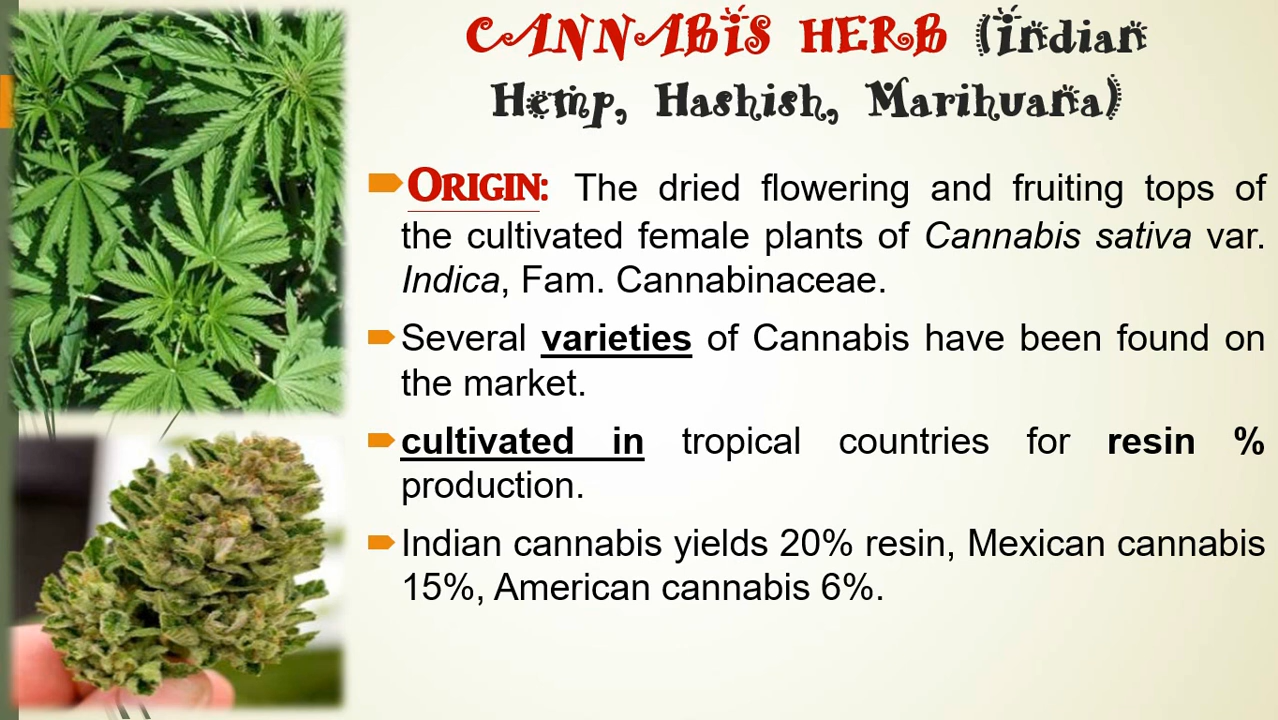 CANNABIS HERB (Indian
Hemp, Hashish, Marihuana)
ORIGIN: The dried flowering and fruiting tops of
the cultivated female plants of Cannabis sativa var.
Indica, Fam. Cannabinaceae.
Several varieties of Cannabis have been found on
the market.
cultivated in tropical countries for resin %
production.
Indian cannabis yields 20% resin, Mexican cannabis
15%, American cannabis 6%.